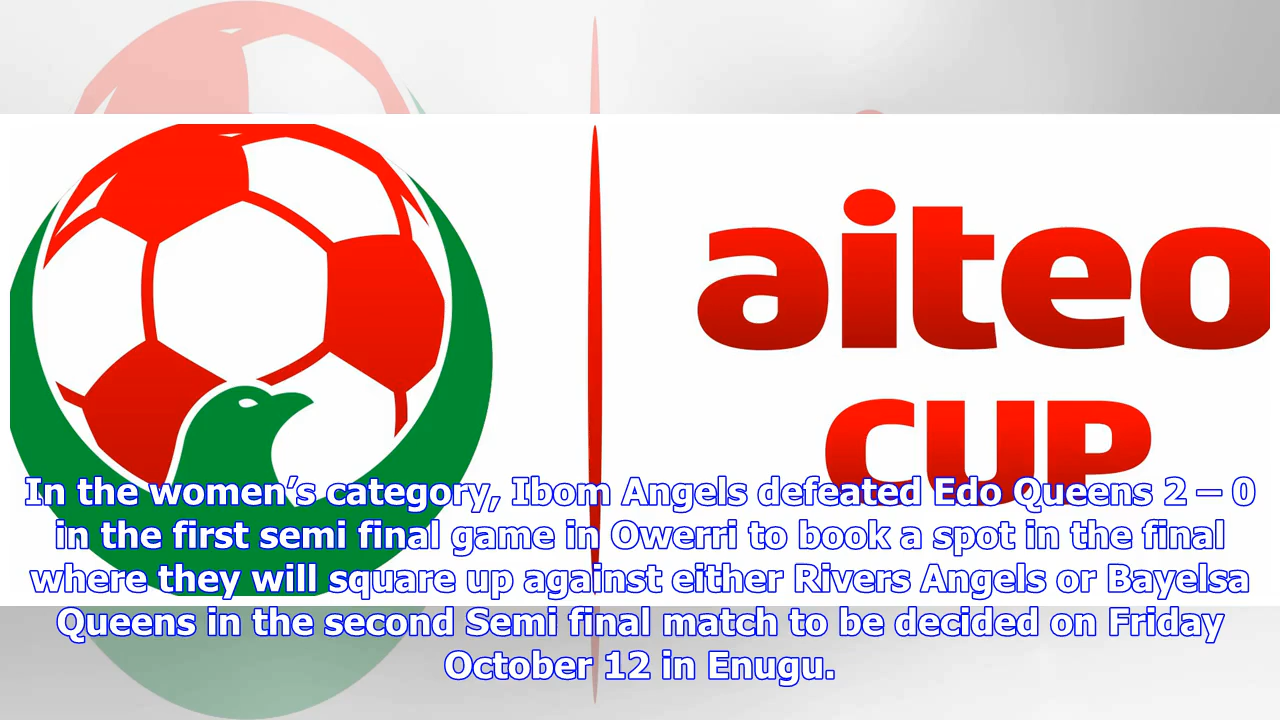 aiteo
CUP
In the women’s category, Ibom Angels defeated Edo Queens 2 – 0
in the first semi final game in Owerri to book a spot in the final
where they will square up against either Rivers Angels or Bayelsa
Queens in the second Semi final match to be decided on Friday
October 12 in Enugu.